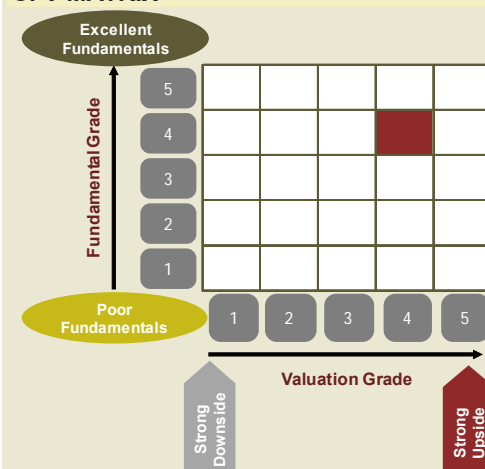 Excellent
Fundamentals
5
4
3
2
1
Fundamental Grade
Poor
Fundamentals
1
2
3
4
5
Valuation Grade
Strong
Downside
Strong
Upside